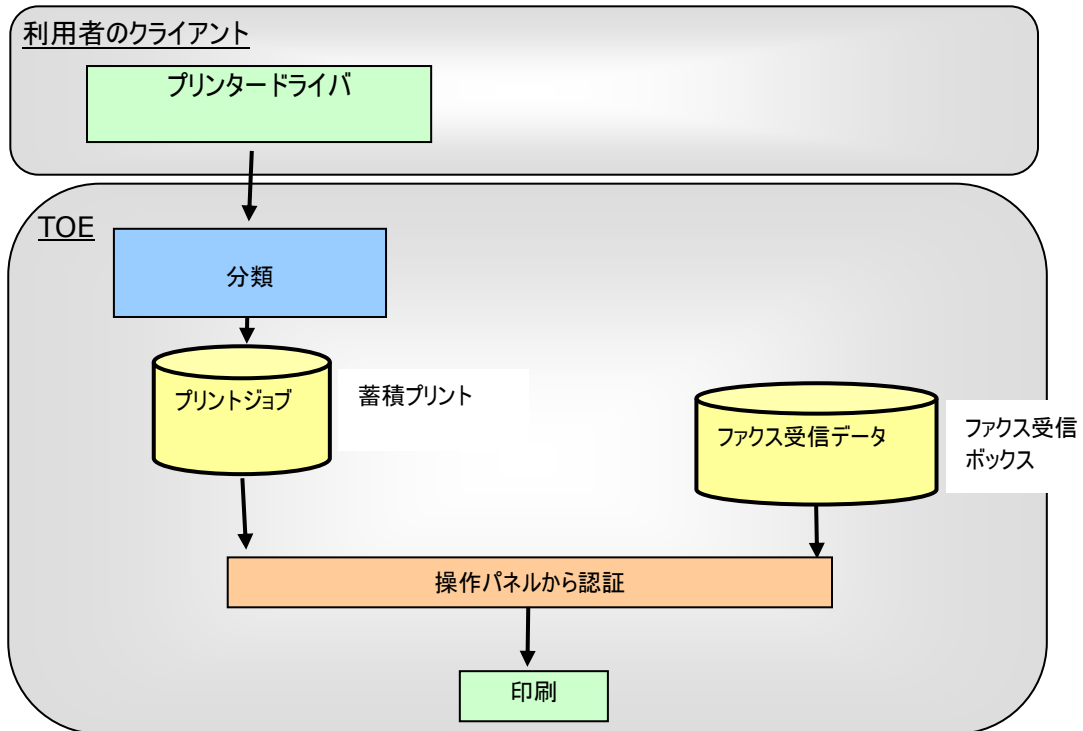 利用者のクライアント
プリンタードライバ
TOE
分類
プリントジョブ
蓄積プリント
ファクス受信データ
ファクス受信
ボックス
操作パネルから認証
印刷